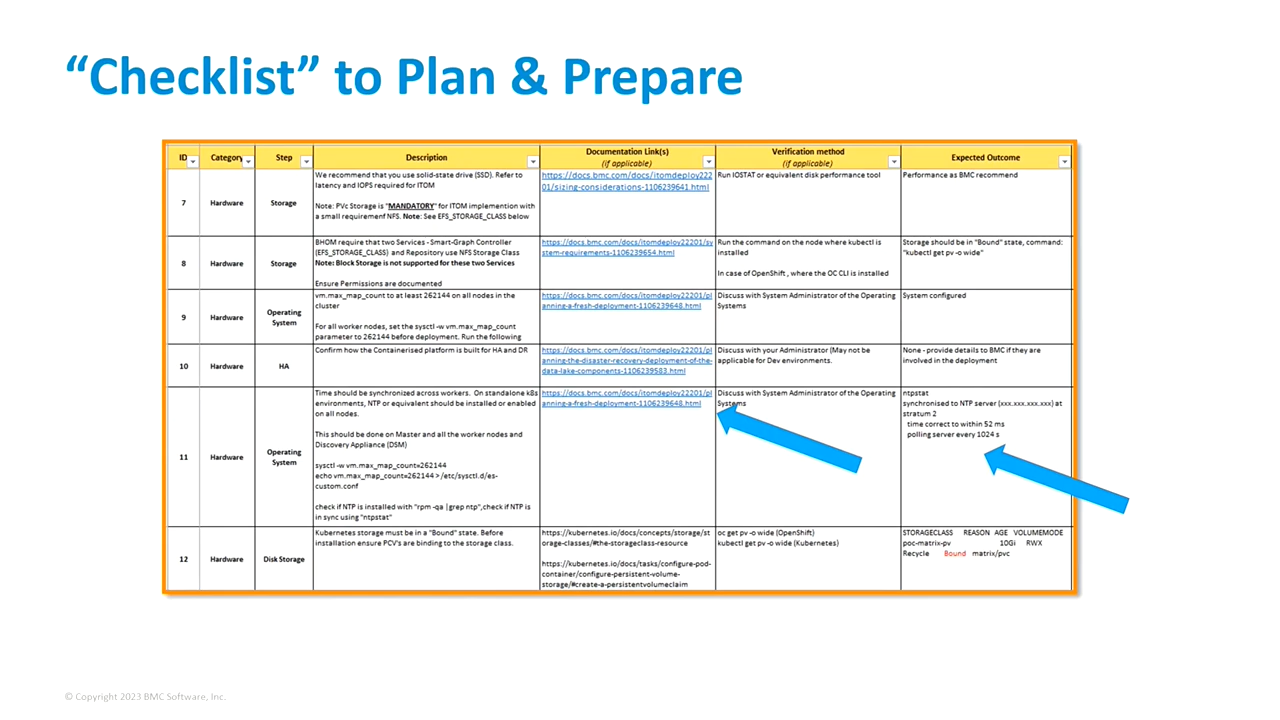 “Checklist” to Plan & Prepare
ID Category Step Description Documentation Link(s) (if applicable) Verification method (if applicable) Expected Outcome
7
Hardware
Storage
We recommend that you use solid-state drive (SSD). Refer to
latency and IOPS required for ITOM
Note: PVc Storage is "MANDATORY" for ITOM implemention with
a small requirement NFS. Note: See EFS_STORAGE_CLASS below
https://docs.bmc.com/docs/itomdeploy222
01/sizing-considerations-1106239641.html
Run IOSTAT or equivalent disk performance tool
Performance as BMC recommend
8
Hardware
Storage
BHOM require that two Services - Smart-Graph Controller
(EFS_STORAGE_CLASS) and Repository use NFS Storage Class
Note: Block Storage is not supported for these two Services
Ensure Permissions are documented
https://docs.bmc.com/docs/itomdeploy22201/sy
stem-requirements-1106239654.html
Run the command on the node where kubectl is
installed
In case of OpenShift , where the OC CLI is installed
Storage should be in "Bound" state, command:
"kubectl get pv -o wide"
9
Hardware
Operating
System
vm.max_map_count to at least 262144 on all nodes in the
cluster
For all worker nodes, set the sysctl -w vm.max_map_count
parameter to 262144 before deployment. Run the following
https://docs.bmc.com/docs/itomdeploy22201/pl
anning-a-fresh-deployment-1106239648.html
Discuss with System Administrator of the Operating
Systems
System configured
10
Hardware
HA
Confirm how the Containerised platform is built for HA and DR
https://docs.bmc.com/docs/itomdeploy22201/pl
anning-the-disaster-recovery-deployment-of-the-
data-lake-components-1106239583.html
Discuss with your Administrator (May not be
applicable for Dev environments.
None - provide details to BMC if they are
involved in the deployment
11
Hardware
Operating
System
Time should be synchronized across workers. On standalone k8s
environments, NTP or equivalent should be installed or enabled
on all nodes.
This should be done on Master and all the worker nodes and
Discovery Appliance (DSM)
sysctl -w vm.max_map_count=262144
echo vm.max_map_count=262144 > /etc/sysctl.d/es-
custom.conf
check if NTP is installed with "rpm -qa |grep ntp",check if NTP is
in sync using "ntpstat"
https://docs.bmc.com/docs/itomdeploy22201/pl
anning-a-fresh-deployment-1106239648.html
Discuss with System Administrator of the Operating
Systems
ntpstat
synchronised to NTP server (xxx.xxx.xxx.xxx) at
stratum 2
time correct to within 52 ms
polling server every 1024 s
12
Hardware
Disk Storage
Kubernetes storage must be in a "Bound" state. Before
installation ensure PCV's are binding to the storage class.
https://kubernetes.io/docs/concepts/storage/st
orage-classes/#the-storageclass-resource
https://kubernetes.io/docs/tasks/configure-pod-
container/configure-persistent-volume-
storage/#create-a-persistentvolumeclaim
oc get pv -o wide (OpenShift)
kubectl get pv -o wide (Kubernetes)
STORAGECLASS REASON AGE VOLUMEMODE
poc-matrix-pv 10Gi RWX
Recycle Bound matrix/pvc
© Copyright 2023 BMC Software, Inc.